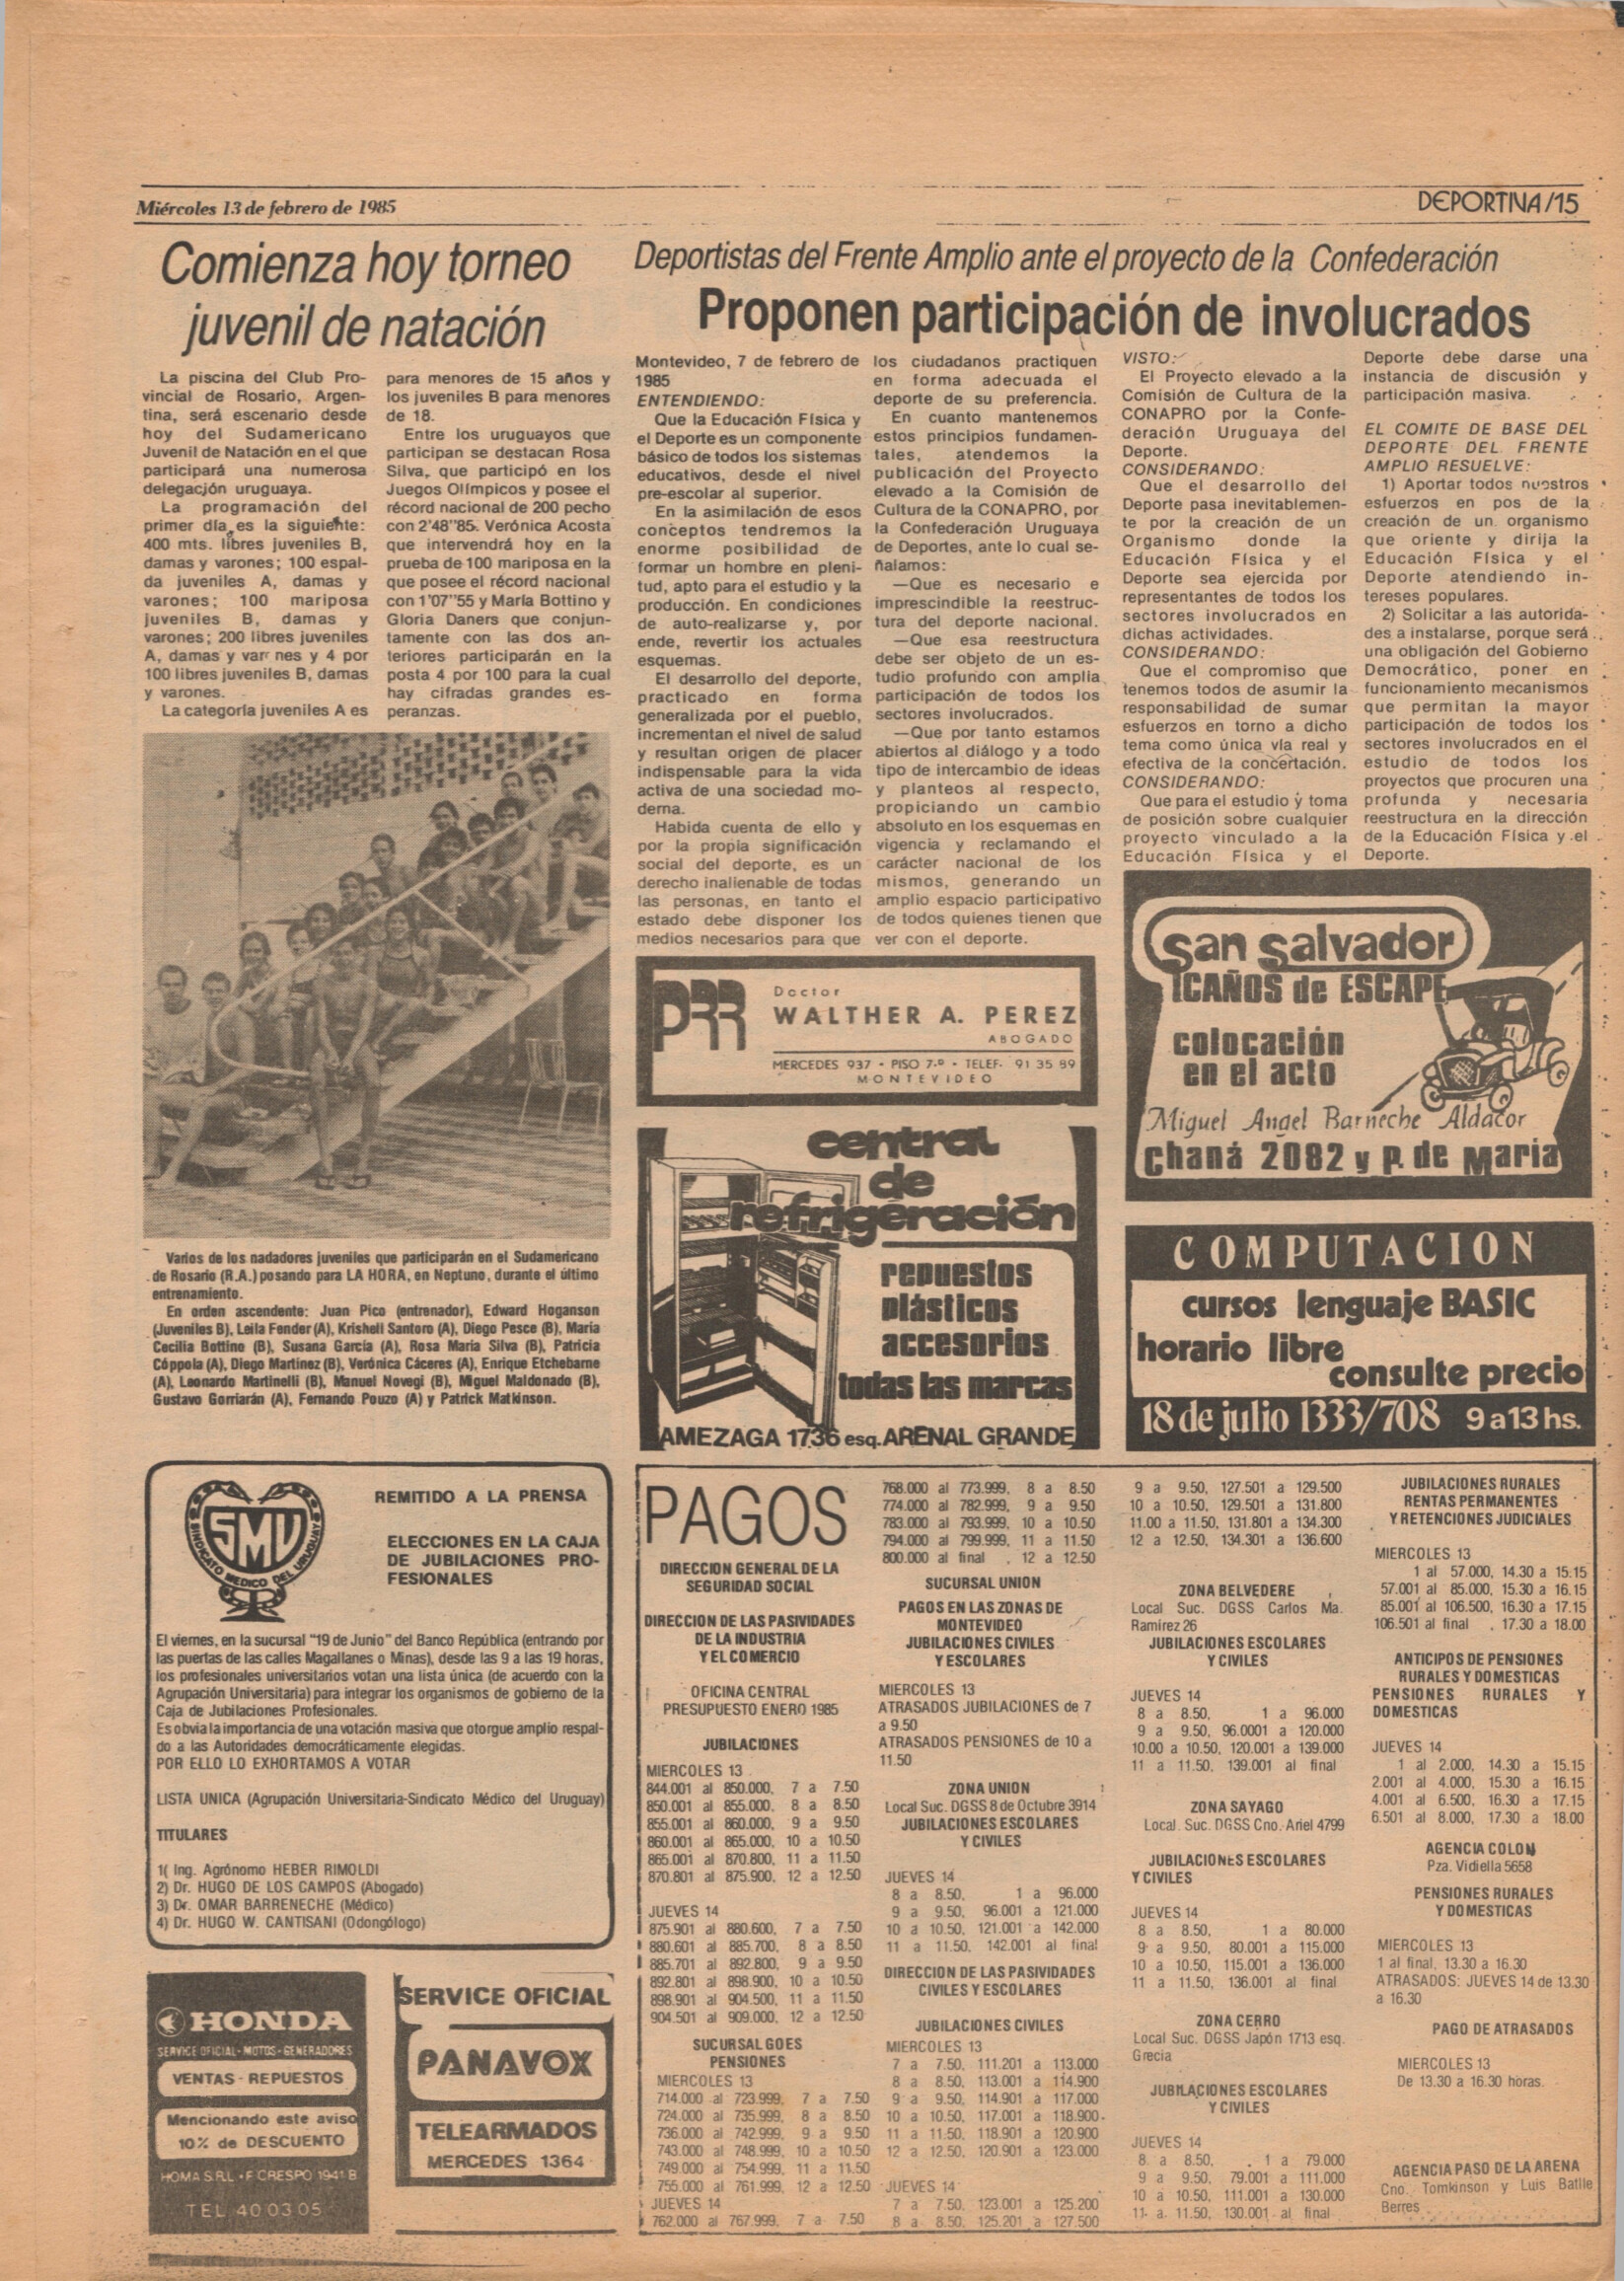 Miércoles 13 de febrero de 1985
DEPORTIVA/15
Comienza hoy torneo
juvenil de natación
La piscina del Club Pro-
vincial de Rosario, Argen-
tina, será escenario desde
hoy del Sudamericano
Juvenil de Natación en el que
participará una numerosa
delegación uruguaya.
La programación del
primer día es la siguiente:
400 mts. libres juveniles B,
damas y varones; 100 espal-
da juveniles A, damas y
varones; 100 mariposa
juveniles B, damas y
varones; 200 libres juveniles
A, damas y var nes y 4 por
100 libres juveniles B, damas
y varones.
La categoría juveniles A es
para menores de 15 años y
los juveniles B para menores
de 18.
Entre los uruguayos que
participan se destacan Rosa
Silva, que participó en los
Juegos Olímpicos y posee el
récord nacional de 200 pecho
con 2'48''85. Verónica Acosta
que intervendrá hoy en la
prueba de 100 mariposa en la
que posee el récord nacional
con 1'07''55 y María Bottino y
Gloria Daners que conjun-
tamente con las dos an-
teriores participarán en la
posta 4 por 100 para la cual
hay cifradas grandes es-
peranzas.
Varios de los nadadores juveniles que participarán en el Sudamericano
de Rosario (R.A.) posando para LA HORA, en Neptuno, durante el último
entrenamiento.
En orden ascendente: Juan Pico (entrenador), Edward Hoganson
(Juveniles B), Leila Fender (A), Krishell Santoro (A), Diego Pesce (B), María
Cecilia Bottino (B), Susana García (A), Rosa María Silva (B), Patricia
Cóppola (A), Diego Martínez (B), Verónica Cáceres (A), Enrique Etchebarne
(A), Leonardo Martinelli (B), Manuel Novegi (B), Miguel Maldonado (B),
Gustavo Gorriarán (A), Fernando Pouzo (A) y Patrick Matkinson.
Deportistas del Frente Amplio ante el proyecto de la Confederación
Proponen participación de involucrados
Montevideo, 7 de febrero de
1985
ENTENDIENDO:
Que la Educación Física y
el Deporte es un componente
básico de todos los sistemas
educativos, desde el nivel
pre-escolar al superior.
En la asimilación de esos
conceptos tendremos la
enorme posibilidad de
formar un hombre en pleni-
tud, apto para el estudio y la
producción. En condiciones
de auto-realizarse y, por
ende, revertir los actuales
esquemas.
El desarrollo del deporte,
practicado en forma
generalizada por el pueblo,
incrementan el nivel de salud
y resultan origen de placer
indispensable para la vida
activa de una sociedad mo-
derna.
Habida cuenta de ello y
por la propia significación
social del deporte, es un
derecho inalienable de todas
las personas, en tanto el
estado debe disponer los
medios necesarios para que
los ciudadanos practiquen
en forma adecuada el
deporte de su preferencia.
En cuanto mantenemos
estos principios fundamen-
tales, atendemos la
publicación del Proyecto
elevado a la Comisión de
Cultura de la CONAPRO, por
la Confederación Uruguaya
de Deportes, ante lo cual se-
ñalamos:
—Que es necesario e
imprescindible la reestruc-
tura del deporte nacional.
—Que esa reestructura
debe ser objeto de un es-
tudio profundo con amplia
participación de todos los
sectores involucrados.
—Que por tanto estamos
abiertos al diálogo y a todo
tipo de intercambio de ideas
y planteos al respecto,
propiciando un cambio
absoluto en los esquemas en
vigencia y reclamando el
carácter nacional de los
mismos, generando un
amplio espacio participativo
de todos quienes tienen que
ver con el deporte.
VISTO:
El Proyecto elevado a la
Comisión de Cultura de la
CONAPRO por la Confe-
deración Uruguaya del
Deporte.
CONSIDERANDO:
Que el desarrollo del
Deporte pasa inevitablemen-
te por la creación de un
Organismo donde la
Educación Física y el
Deporte sea ejercida por
representantes de todos los
sectores involucrados en
dichas actividades.
CONSIDERANDO:
Que el compromiso que
tenemos todos de asumir la
responsabilidad de sumar
esfuerzos en torno a dicho
tema como única vía real y
efectiva de la concertación.
CONSIDERANDO:
Que para el estudio y toma
de posición sobre cualquier
proyecto vinculado a la
Educación Física y el
Deporte debe darse una
instancia de discusión y
participación masiva.
EL COMITE DE BASE DEL
DEPORTE DEL FRENTE
AMPLIO RESUELVE:
1) Aportar todos nuestros
esfuerzos en pos de la
creación de un organismo
que oriente y dirija la
Educación Física y el
Deporte atendiendo in-
tereses populares.
2) Solicitar a las autorida-
des a instalarse, porque será
una obligación del Gobierno
Democrático, poner en
funcionamiento mecanismos
que permitan la mayor
participación de todos los
sectores involucrados en el
estudio de todos los
proyectos que procuren una
profunda y necesaria
reestructura en la dirección
de la Educación Física y el
Deporte.
Doctor
WALTHER A. PEREZ
ABOGADO
MERCEDES 937 - PISO 7.º - TELEF. 91 35 89
MONTEVIDEO
central
de
refrigeración
repuestos
plásticos
accesorios
todas las marcas
AMEZAGA 1736 esq. ARENAL GRANDE
San Salvador
CAÑOS de ESCAPE
colocación
en el acto
Miguel Angel Barneche Aldacor
Chaná 2082 y P. de María
COMPUTACION
cursos lenguaje BASIC
horario libre
consulte precio
18 de julio 1333/708 9 a 13 hs.
SMU
SINDICATO MEDICO DEL URUGUAY
REMITIDO A LA PRENSA
ELECCIONES EN LA CAJA
DE JUBILACIONES PRO-
FESIONALES
El viernes, en la sucursal "19 de Junio" del Banco República (entrando por
las puertas de las calles Magallanes o Minas), desde las 9 a las 19 horas,
los profesionales universitarios votan una lista única (de acuerdo con la
Agrupación Universitaria) para integrar los organismos de gobierno de la
Caja de Jubilaciones Profesionales.
Es obvia la importancia de una votación masiva que otorgue amplio respal-
do a las Autoridades democráticamente elegidas.
POR ELLO LO EXHORTAMOS A VOTAR
LISTA UNICA (Agrupación Universitaria-Sindicato Médico del Uruguay)
TITULARES
1( Ing. Agrónomo HEBER RIMOLDI
2) Dr. HUGO DE LOS CAMPOS (Abogado)
3) Dr. OMAR BARRENECHE (Médico)
4) Dr. HUGO W. CANTISANI (Odongólogo)
HONDA
SERVICE OFICIAL - MOTOS - GENERADORES
VENTAS - REPUESTOS
Mencionando este aviso
10% de DESCUENTO
HOMA S.R.L. • F. CRESPO 1941 B
TEL 40 03 05
SERVICE OFICIAL
PANAVOX
TELEARMADOS
MERCEDES 1364
PAGOS
DIRECCION GENERAL DE LA
SEGURIDAD SOCIAL
DIRECCION DE LAS PASIVIDADES
DE LA INDUSTRIA
Y EL COMERCIO
OFICINA CENTRAL
PRESUPUESTO ENERO 1985
JUBILACIONES
MIERCOLES 13
844.001 al 850.000, 7 a 7.50
850.001 al 855.000, 8 a 8.50
855.001 al 860.000, 9 a 9.50
860.001 al 865.000, 10 a 10.50
865.001 al 870.800, 11 a 11.50
870.801 al 875.900, 12 a 12.50
JUEVES 14
875.901 al 880.600, 7 a 7.50
880.601 al 885.700, 8 a 8.50
885.701 al 892.800, 9 a 9.50
892.801 al 898.900, 10 a 10.50
898.901 al 904.500, 11 a 11.50
904.501 al 909.000, 12 a 12.50
SUCURSAL GOES
PENSIONES
MIERCOLES 13
714.000 al 723.999, 7 a 7.50
724.000 al 735.999, 8 a 8.50
736.000 al 742.999, 9 a 9.50
743.000 al 748.999, 10 a 10.50
749.000 al 754.999, 11 a 11.50
755.000 al 761.999, 12 a 12.50
JUEVES 14
762.000 al 767.999, 7 a 7.50
768.000 al 773.999, 8 a 8.50
774.000 al 782.999, 9 a 9.50
783.000 al 793.999, 10 a 10.50
794.000 al 799.999, 11 a 11.50
800.000 al final , 12 a 12.50
SUCURSAL UNION
PAGOS EN LAS ZONAS DE
MONTEVIDEO
JUBILACIONES CIVILES
Y ESCOLARES
MIERCOLES 13
ATRASADOS JUBILACIONES de 7
a 9.50
ATRASADOS PENSIONES de 10 a
11.50
ZONA UNION
Local Suc. DGSS 8 de Octubre 3914
JUBILACIONES ESCOLARES
Y CIVILES
JUEVES 14
8 a 8.50, 1 a 96.000
9 a 9.50, 96.001 a 121.000
10 a 10.50, 121.001 a 142.000
11 a 11.50, 142.001 al final
DIRECCION DE LAS PASIVIDADES
CIVILES Y ESCOLARES
JUBILACIONES CIVILES
MIERCOLES 13
7 a 7.50, 111.201 a 113.000
8 a 8.50, 113.001 a 114.900
9 a 9.50, 114.901 a 117.000
10 a 10.50, 117.001 a 118.900
11 a 11.50, 118.901 a 120.900
12 a 12.50, 120.901 a 123.000
JUEVES 14
7 a 7.50, 123.001 a 125.200
8 a 8.50, 125.201 a 127.500
9 a 9.50, 127.501 a 129.500
10 a 10.50, 129.501 a 131.800
11.00 a 11.50, 131.801 a 134.300
12 a 12.50, 134.301 a 136.600
ZONA BELVEDERE
Local Suc. DGSS Carlos Ma.
Ramírez 26
JUBILACIONES ESCOLARES
Y CIVILES
JUEVES 14
8 a 8.50, 1 a 96.000
9 a 9.50, 96.0001 a 120.000
10.00 a 10.50, 120.001 a 139.000
11 a 11.50, 139.001 al final
ZONA SAYAGO
Local. Suc. DGSS Cno. Ariel 4799
JUBILACIONES ESCOLARES
Y CIVILES
JUEVES 14
8 a 8.50, 1 a 80.000
9 a 9.50, 80.001 a 115.000
10 a 10.50, 115.001 a 136.000
11 a 11.50, 136.001 al final
ZONA CERRO
Local Suc. DGSS Japón 1713 esq.
Grecia
JUBILACIONES ESCOLARES
Y CIVILES
JUEVES 14
8 a 8.50, 1 a 79.000
9 a 9.50, 79.001 a 111.000
10 a 10.50, 111.001 a 130.000
11 a 11.50, 130.001 al final
JUBILACIONES RURALES
RENTAS PERMANENTES
Y RETENCIONES JUDICIALES
MIERCOLES 13
1 al 57.000, 14.30 a 15.15
57.001 al 85.000, 15.30 a 16.15
85.001 al 106.500, 16.30 a 17.15
106.501 al final , 17.30 a 18.00
ANTICIPOS DE PENSIONES
RURALES Y DOMESTICAS
PENSIONES RURALES Y
DOMESTICAS
JUEVES 14
1 al 2.000, 14.30 a 15.15
2.001 al 4.000, 15.30 a 16.15
4.001 al 6.500, 16.30 a 17.15
6.501 al 8.000, 17.30 a 18.00
AGENCIA COLON
Pza. Vidiella 5658
PENSIONES RURALES
Y DOMESTICAS
MIERCOLES 13
1 al final, 13.30 a 16.30
ATRASADOS: JUEVES 14 de 13.30
a 16.30
PAGO DE ATRASADOS
MIERCOLES 13
De 13.30 a 16.30 horas.
AGENCIA PASO DE LA ARENA
Cno. Tomkinson y Luis Batlle
Berres